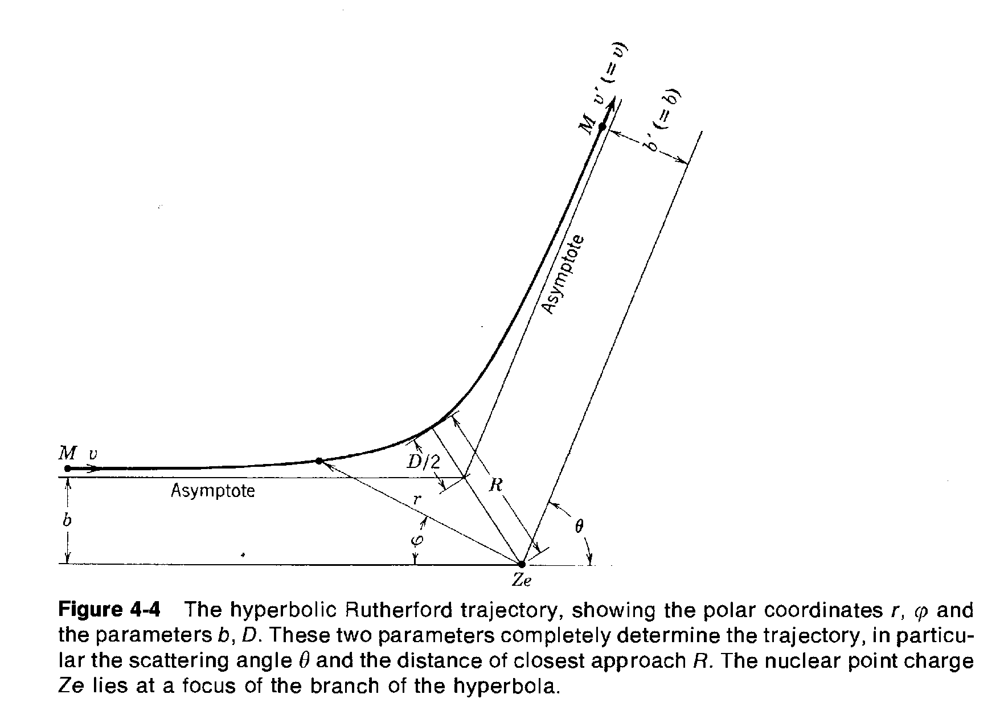 M υ′ (= υ)
b′ (= b)
Asymptote
M υ
D/2
R
Asymptote
r
b
φ
θ
Ze
Figure 4-4 The hyperbolic Rutherford trajectory, showing the polar coordinates r, φ and
the parameters b, D. These two parameters completely determine the trajectory, in particu-
lar the scattering angle θ and the distance of closest approach R. The nuclear point charge
Ze lies at a focus of the branch of the hyperbola.